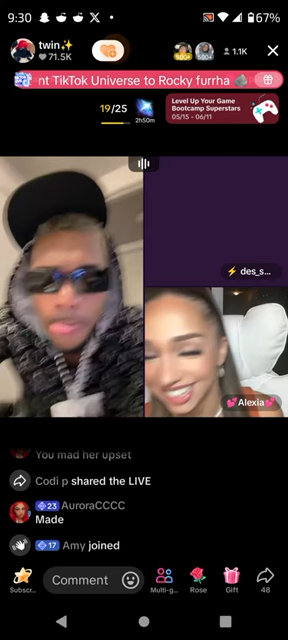 9:30
67%
twin✨
71.5K
500+
500+
1.1K
nt TikTok Universe to Rocky furrha
19/25
2h50m
Level Up Your Game
Bootcamp Superstars
05/15 - 06/11
⚡ des_s...
💕Alexia💕
You mad her upset
Codi p shared the LIVE
23 AuroraCCCC
Made
17 Amy joined
Subscr...
Comment
Multi-g...
Rose
Gift
48